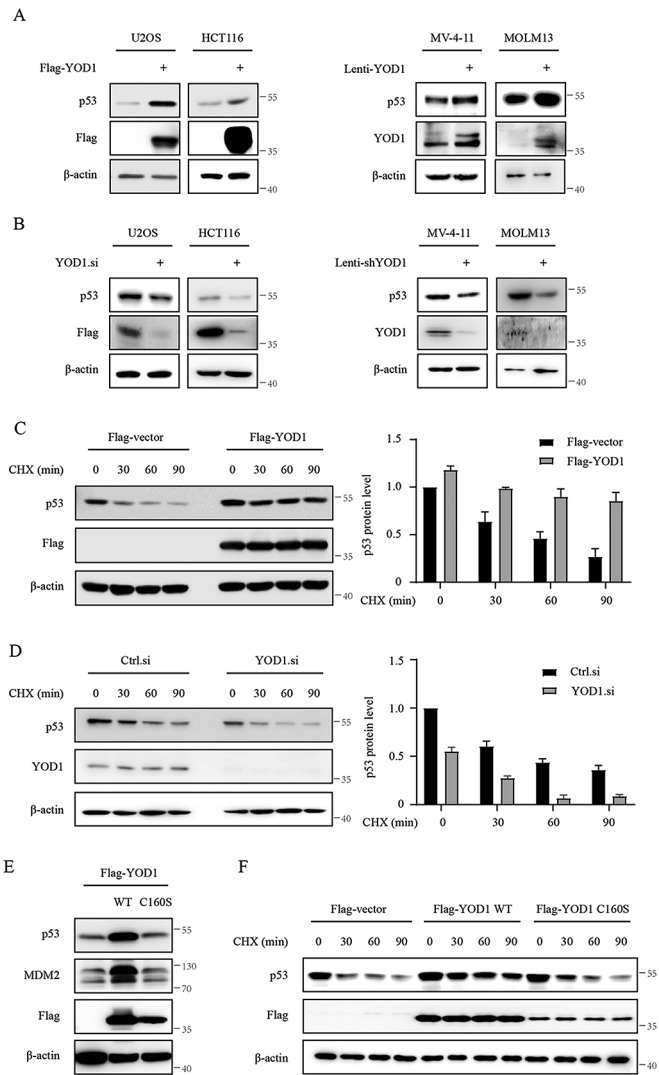 A
U2OS HCT116 MV-4-11 MOLM13
Flag-YOD1 + + Lenti-YOD1 + +
p53 55 p53 55
Flag 35 YOD1 35
β-actin 40 β-actin 40
B
U2OS HCT116 MV-4-11 MOLM13
YOD1.si + + Lenti-shYOD1 + +
p53 55 p53 55
Flag 35 YOD1 35
β-actin 40 β-actin 40
C
Flag-vector Flag-YOD1
CHX (min) 0 30 60 90 0 30 60 90
p53 55
Flag 35
β-actin 40
p53 protein level
1.5
1.0
0.5
0
Flag-vector
Flag-YOD1
CHX (min) 0 30 60 90
D
Ctrl.si YOD1.si
CHX (min) 0 30 60 90 0 30 60 90
p53 55
YOD1 35
β-actin 40
p53 protein level
1.5
1.0
0.5
0
Ctrl.si
YOD1.si
CHX (min) 0 30 60 90
E
Flag-YOD1
WT C160S
p53 55
MDM2 130
70
Flag 35
β-actin 40
F
Flag-vector Flag-YOD1 WT Flag-YOD1 C160S
CHX (min) 0 30 60 90 0 30 60 90 0 30 60 90
p53 55
Flag 35
β-actin 40